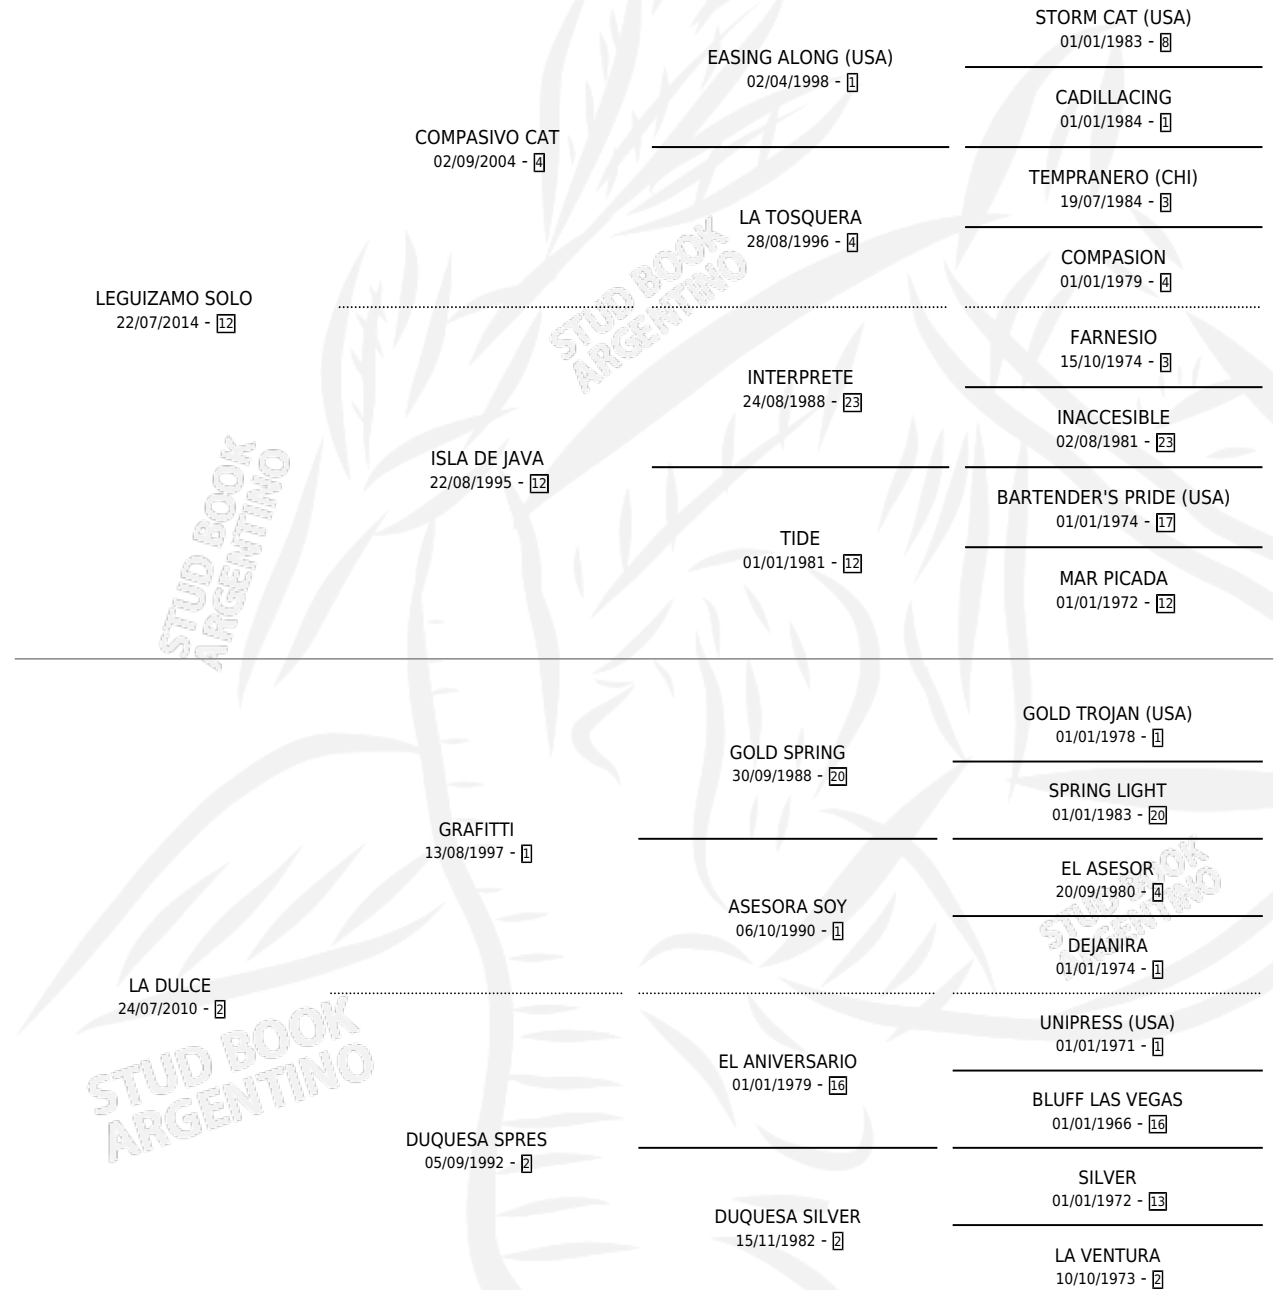 STORM CAT (USA)
01/01/1983 - 8
EASING ALONG (USA)
02/04/1998 - 1
CADILLACING
01/01/1984 - 1
COMPASIVO CAT
02/09/2004 - 4
TEMPRANERO (CHI)
19/07/1984 - 3
LA TOSQUERA
28/08/1996 - 4
COMPASION
01/01/1979 - 4
LEGUIZAMO SOLO
22/07/2014 - 12
STUD BOOK
ARGENTINO
FARNESIO
15/10/1974 - 3
INTERPRETE
24/08/1988 - 23
INACCESIBLE
02/08/1981 - 23
ISLA DE JAVA
22/08/1995 - 12
BARTENDER'S PRIDE (USA)
01/01/1974 - 17
TIDE
01/01/1981 - 12
MAR PICADA
01/01/1972 - 12
STUD BOOK
ARGENTINO
GOLD TROJAN (USA)
01/01/1978 - 1
GOLD SPRING
30/09/1988 - 20
SPRING LIGHT
01/01/1983 - 20
GRAFITTI
13/08/1997 - 1
EL ASESOR
20/09/1980 - 4
ASESORA SOY
06/10/1990 - 1
STUD BOOK
ARGENTINO
DEJANIRA
01/01/1974 - 1
LA DULCE
24/07/2010 - 2
UNIPRESS (USA)
01/01/1971 - 1
EL ANIVERSARIO
01/01/1979 - 16
STUD BOOK
ARGENTINO
BLUFF LAS VEGAS
01/01/1966 - 16
DUQUESA SPRES
05/09/1992 - 2
SILVER
01/01/1972 - 13
DUQUESA SILVER
15/11/1982 - 2
LA VENTURA
10/10/1973 - 2